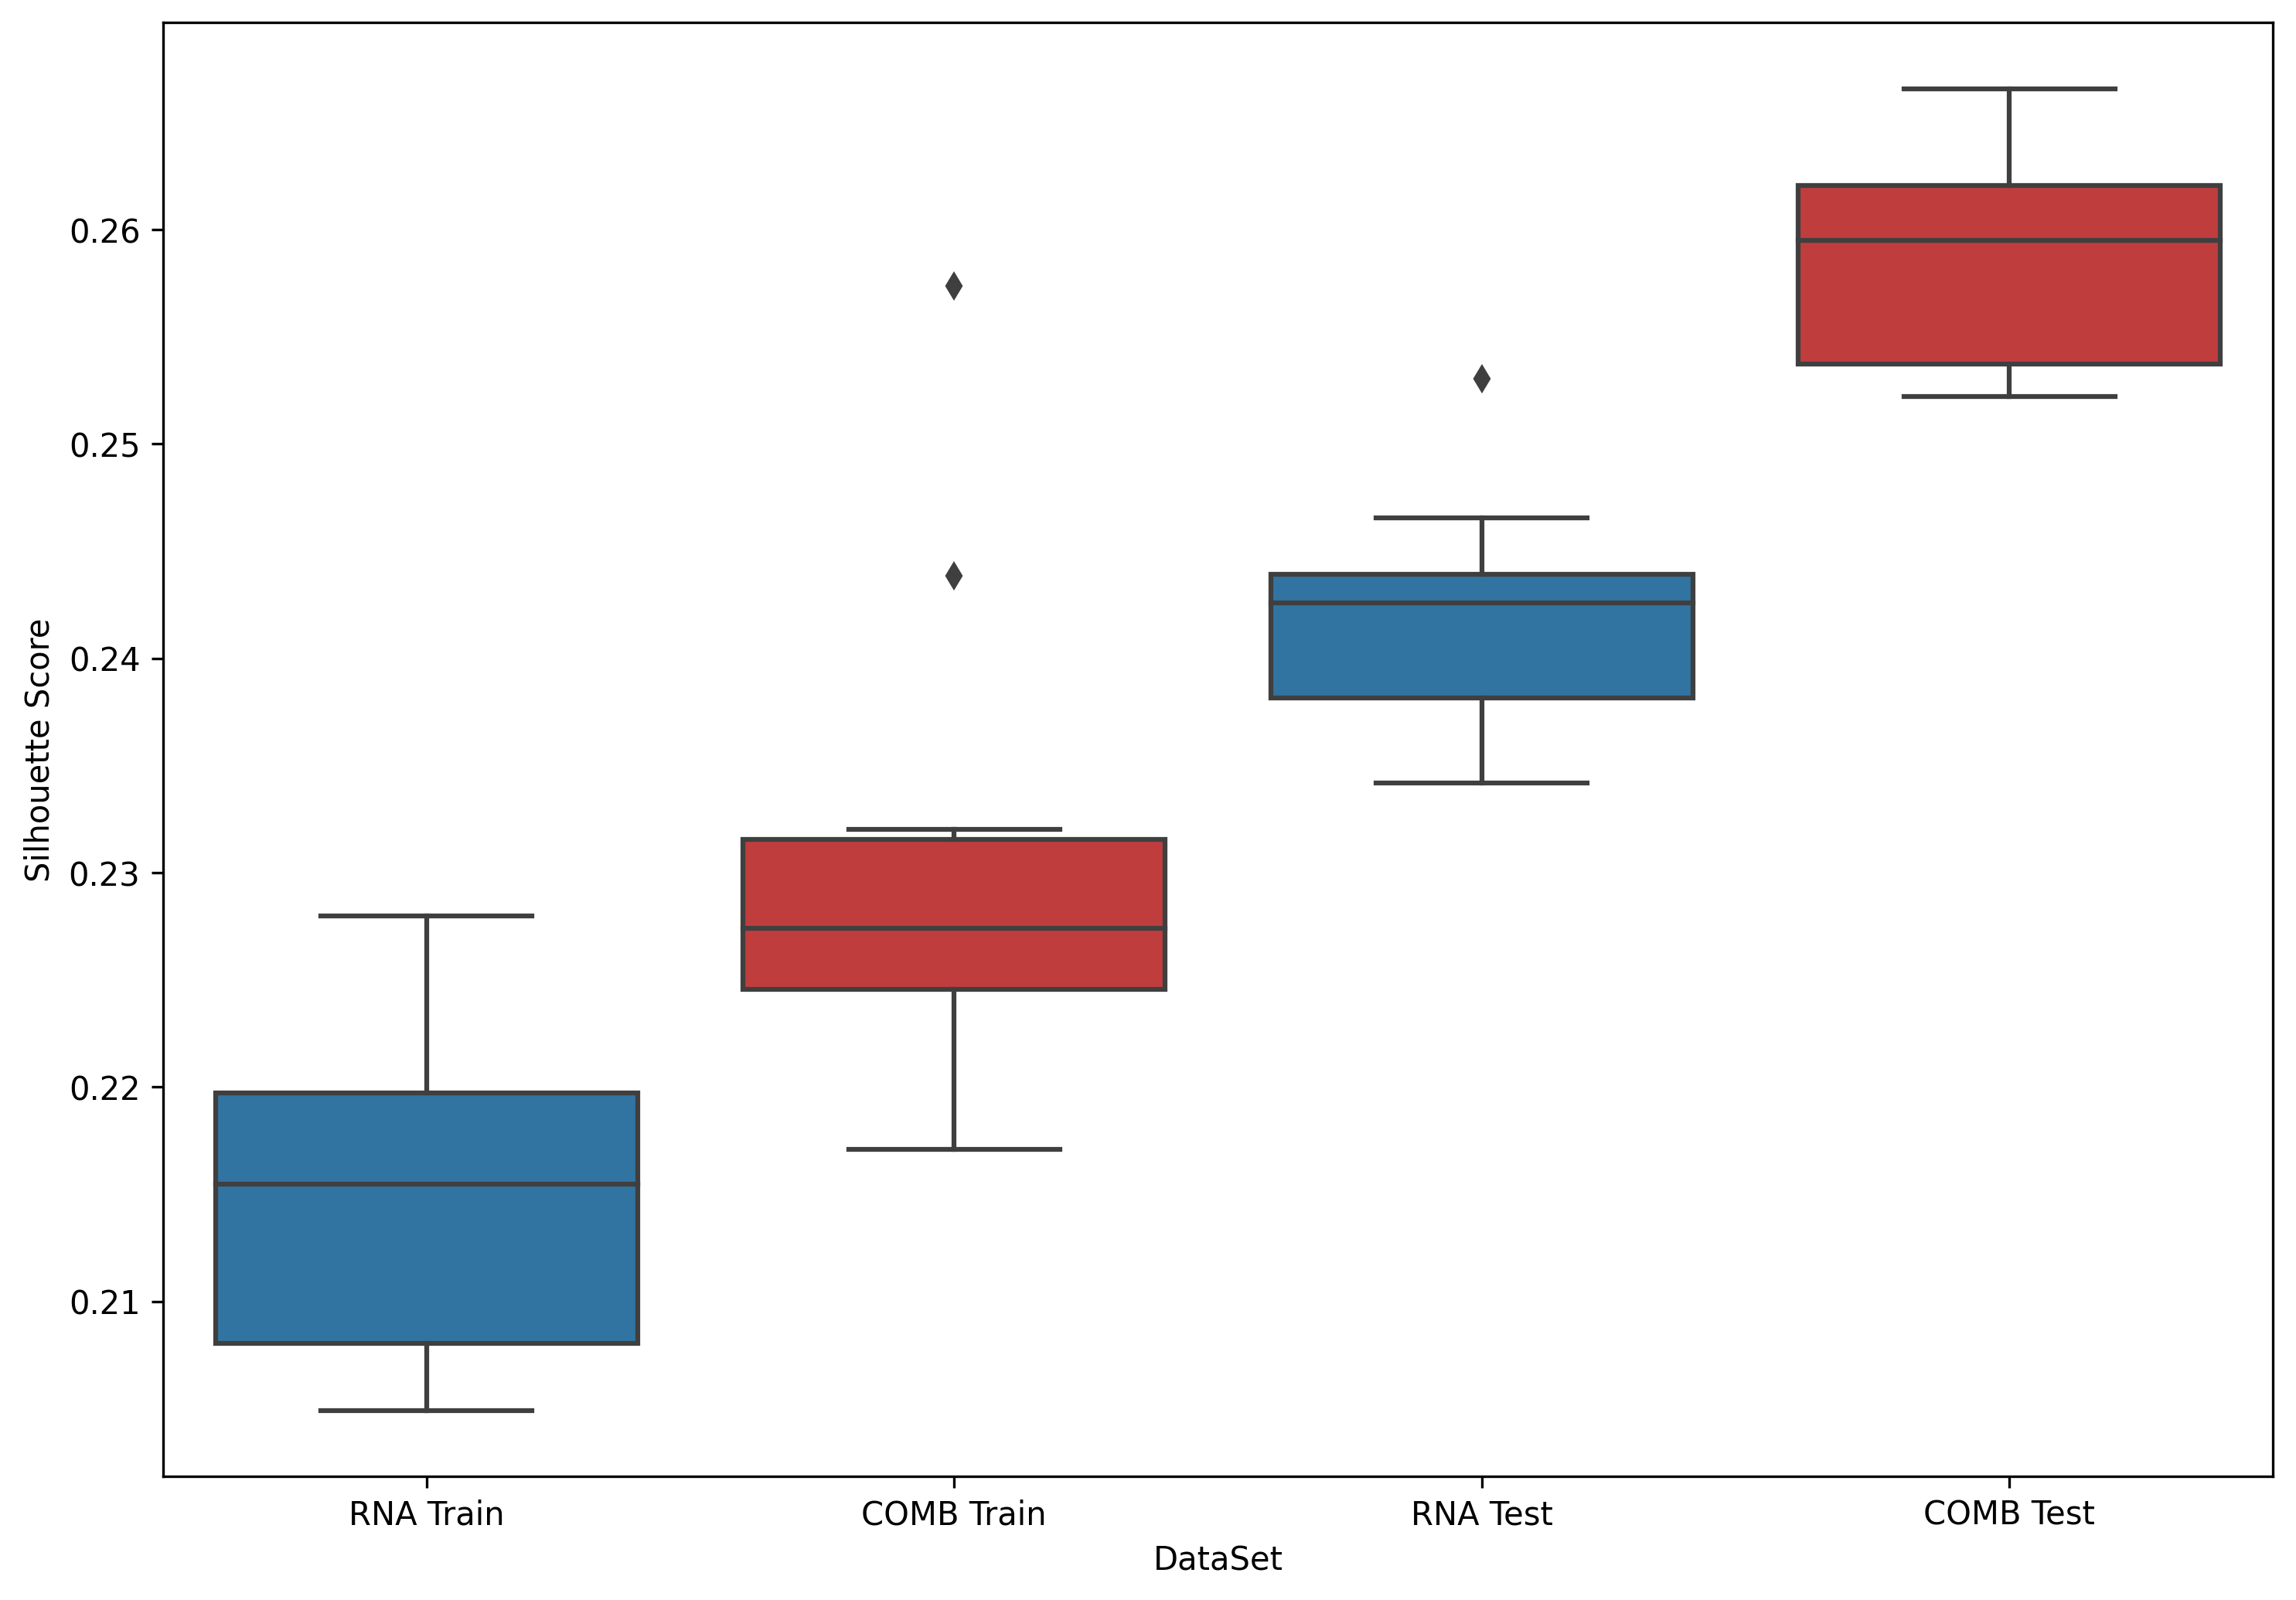 Silhouette Score
0.26
0.25
0.24
0.23
0.22
0.21
RNA Train
COMB Train
RNA Test
COMB Test
DataSet